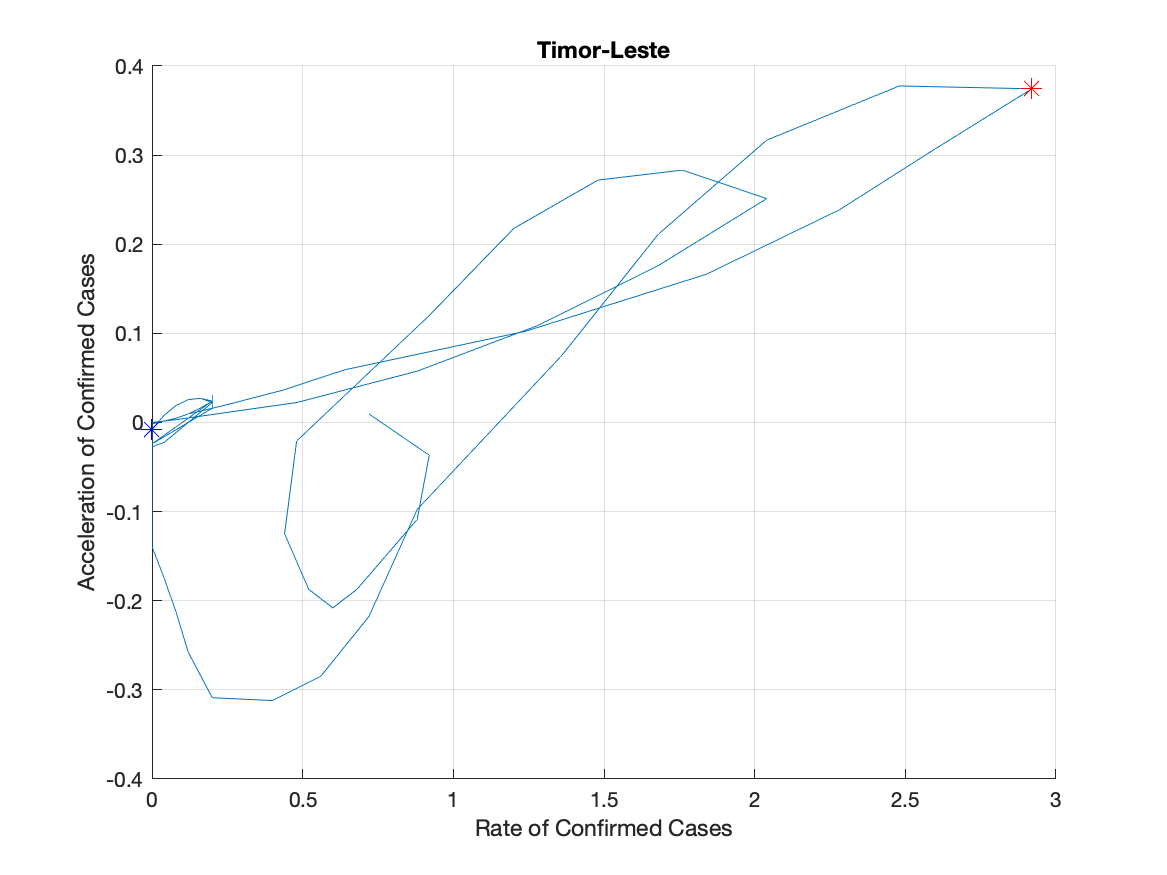 Timor-Leste
0.4
0.3
0.2
0.1
0
-0.1
-0.2
-0.3
-0.4
Acceleration of Confirmed Cases
0 0.5 1 1.5 2 2.5 3
Rate of Confirmed Cases